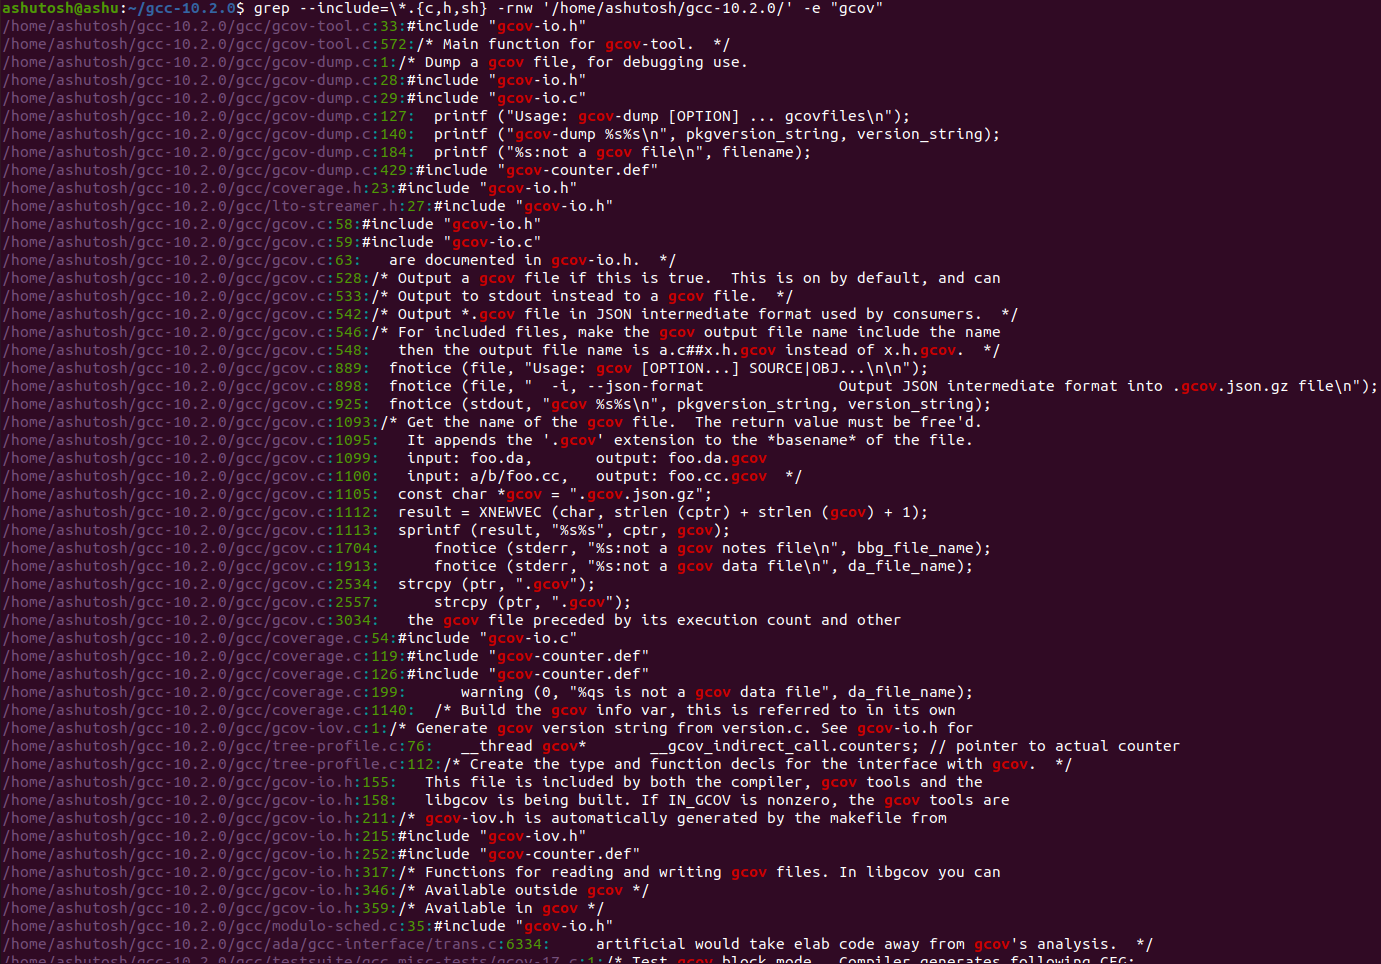 ashutosh@ashu:~/gcc-10.2.0$ grep --include=\*.{c,h,sh} -rnw '/home/ashutosh/gcc-10.2.0/' -e "gcov"
/home/ashutosh/gcc-10.2.0/gcc/gcov-tool.c:33:#include "gcov-io.h"
/home/ashutosh/gcc-10.2.0/gcc/gcov-tool.c:572:/* Main function for gcov-tool.  */
/home/ashutosh/gcc-10.2.0/gcc/gcov-dump.c:1:/* Dump a gcov file, for debugging use.
/home/ashutosh/gcc-10.2.0/gcc/gcov-dump.c:28:#include "gcov-io.h"
/home/ashutosh/gcc-10.2.0/gcc/gcov-dump.c:29:#include "gcov-io.c"
/home/ashutosh/gcc-10.2.0/gcc/gcov-dump.c:127:  printf ("Usage: gcov-dump [OPTION] ... gcovfiles\n");
/home/ashutosh/gcc-10.2.0/gcc/gcov-dump.c:140:  printf ("gcov-dump %s%s\n", pkgversion_string, version_string);
/home/ashutosh/gcc-10.2.0/gcc/gcov-dump.c:184:  printf ("%s:not a gcov file\n", filename);
/home/ashutosh/gcc-10.2.0/gcc/gcov-dump.c:429:#include "gcov-counter.def"
/home/ashutosh/gcc-10.2.0/gcc/coverage.h:23:#include "gcov-io.h"
/home/ashutosh/gcc-10.2.0/gcc/lto-streamer.h:27:#include "gcov-io.h"
/home/ashutosh/gcc-10.2.0/gcc/gcov.c:58:#include "gcov-io.h"
/home/ashutosh/gcc-10.2.0/gcc/gcov.c:59:#include "gcov-io.c"
/home/ashutosh/gcc-10.2.0/gcc/gcov.c:63:   are documented in gcov-io.h.  */
/home/ashutosh/gcc-10.2.0/gcc/gcov.c:528:/* Output a gcov file if this is true.  This is on by default, and can
/home/ashutosh/gcc-10.2.0/gcc/gcov.c:533:/* Output to stdout instead to a gcov file.  */
/home/ashutosh/gcc-10.2.0/gcc/gcov.c:542:/* Output *.gcov file in JSON intermediate format used by consumers.  */
/home/ashutosh/gcc-10.2.0/gcc/gcov.c:546:/* For included files, make the gcov output file name include the name
/home/ashutosh/gcc-10.2.0/gcc/gcov.c:548:   then the output file name is a.c##x.h.gcov instead of x.h.gcov.  */
/home/ashutosh/gcc-10.2.0/gcc/gcov.c:889:  fnotice (file, "Usage: gcov [OPTION...] SOURCE|OBJ...\n\n");
/home/ashutosh/gcc-10.2.0/gcc/gcov.c:898:  fnotice (file, "  -i, --json-format               Output JSON intermediate format into .gcov.json.gz file\n");
/home/ashutosh/gcc-10.2.0/gcc/gcov.c:925:  fnotice (stdout, "gcov %s%s\n", pkgversion_string, version_string);
/home/ashutosh/gcc-10.2.0/gcc/gcov.c:1093:/* Get the name of the gcov file.  The return value must be free'd.
/home/ashutosh/gcc-10.2.0/gcc/gcov.c:1095:   It appends the '.gcov' extension to the *basename* of the file.
/home/ashutosh/gcc-10.2.0/gcc/gcov.c:1099:   input: foo.da,       output: foo.da.gcov
/home/ashutosh/gcc-10.2.0/gcc/gcov.c:1100:   input: a/b/foo.cc,   output: foo.cc.gcov  */
/home/ashutosh/gcc-10.2.0/gcc/gcov.c:1105:  const char *gcov = ".gcov.json.gz";
/home/ashutosh/gcc-10.2.0/gcc/gcov.c:1112:  result = XNEWVEC (char, strlen (cptr) + strlen (gcov) + 1);
/home/ashutosh/gcc-10.2.0/gcc/gcov.c:1113:  sprintf (result, "%s%s", cptr, gcov);
/home/ashutosh/gcc-10.2.0/gcc/gcov.c:1704:      fnotice (stderr, "%s:not a gcov notes file\n", bbg_file_name);
/home/ashutosh/gcc-10.2.0/gcc/gcov.c:1913:      fnotice (stderr, "%s:not a gcov data file\n", da_file_name);
/home/ashutosh/gcc-10.2.0/gcc/gcov.c:2534:  strcpy (ptr, ".gcov");
/home/ashutosh/gcc-10.2.0/gcc/gcov.c:2557:      strcpy (ptr, ".gcov");
/home/ashutosh/gcc-10.2.0/gcc/gcov.c:3034:   the gcov file preceded by its execution count and other
/home/ashutosh/gcc-10.2.0/gcc/coverage.c:54:#include "gcov-io.c"
/home/ashutosh/gcc-10.2.0/gcc/coverage.c:119:#include "gcov-counter.def"
/home/ashutosh/gcc-10.2.0/gcc/coverage.c:126:#include "gcov-counter.def"
/home/ashutosh/gcc-10.2.0/gcc/coverage.c:199:      warning (0, "%qs is not a gcov data file", da_file_name);
/home/ashutosh/gcc-10.2.0/gcc/coverage.c:1140:  /* Build the gcov info var, this is referred to in its own
/home/ashutosh/gcc-10.2.0/gcc/gcov-iov.c:1:/* Generate gcov version string from version.c. See gcov-io.h for
/home/ashutosh/gcc-10.2.0/gcc/tree-profile.c:76:   __thread gcov*       __gcov_indirect_call.counters; // pointer to actual counter
/home/ashutosh/gcc-10.2.0/gcc/tree-profile.c:112:/* Create the type and function decls for the interface with gcov.  */
/home/ashutosh/gcc-10.2.0/gcc/gcov-io.h:155:   This file is included by both the compiler, gcov tools and the
/home/ashutosh/gcc-10.2.0/gcc/gcov-io.h:158:   libgcov is being built. If IN_GCOV is nonzero, the gcov tools are
/home/ashutosh/gcc-10.2.0/gcc/gcov-io.h:211:/* gcov-iov.h is automatically generated by the makefile from
/home/ashutosh/gcc-10.2.0/gcc/gcov-io.h:215:#include "gcov-iov.h"
/home/ashutosh/gcc-10.2.0/gcc/gcov-io.h:252:#include "gcov-counter.def"
/home/ashutosh/gcc-10.2.0/gcc/gcov-io.h:317:/* Functions for reading and writing gcov files. In libgcov you can
/home/ashutosh/gcc-10.2.0/gcc/gcov-io.h:346:/* Available outside gcov */
/home/ashutosh/gcc-10.2.0/gcc/gcov-io.h:359:/* Available in gcov */
/home/ashutosh/gcc-10.2.0/gcc/modulo-sched.c:35:#include "gcov-io.h"
/home/ashutosh/gcc-10.2.0/gcc/ada/gcc-interface/trans.c:6334:     artificial would take elab code away from gcov's analysis.  */
/home/ashutosh/gcc-10.2.0/gcc/testsuite/gcc.misc-tests/gcov-17.c:1:/* Test gcov block mode.  Compiler generates following CFG: